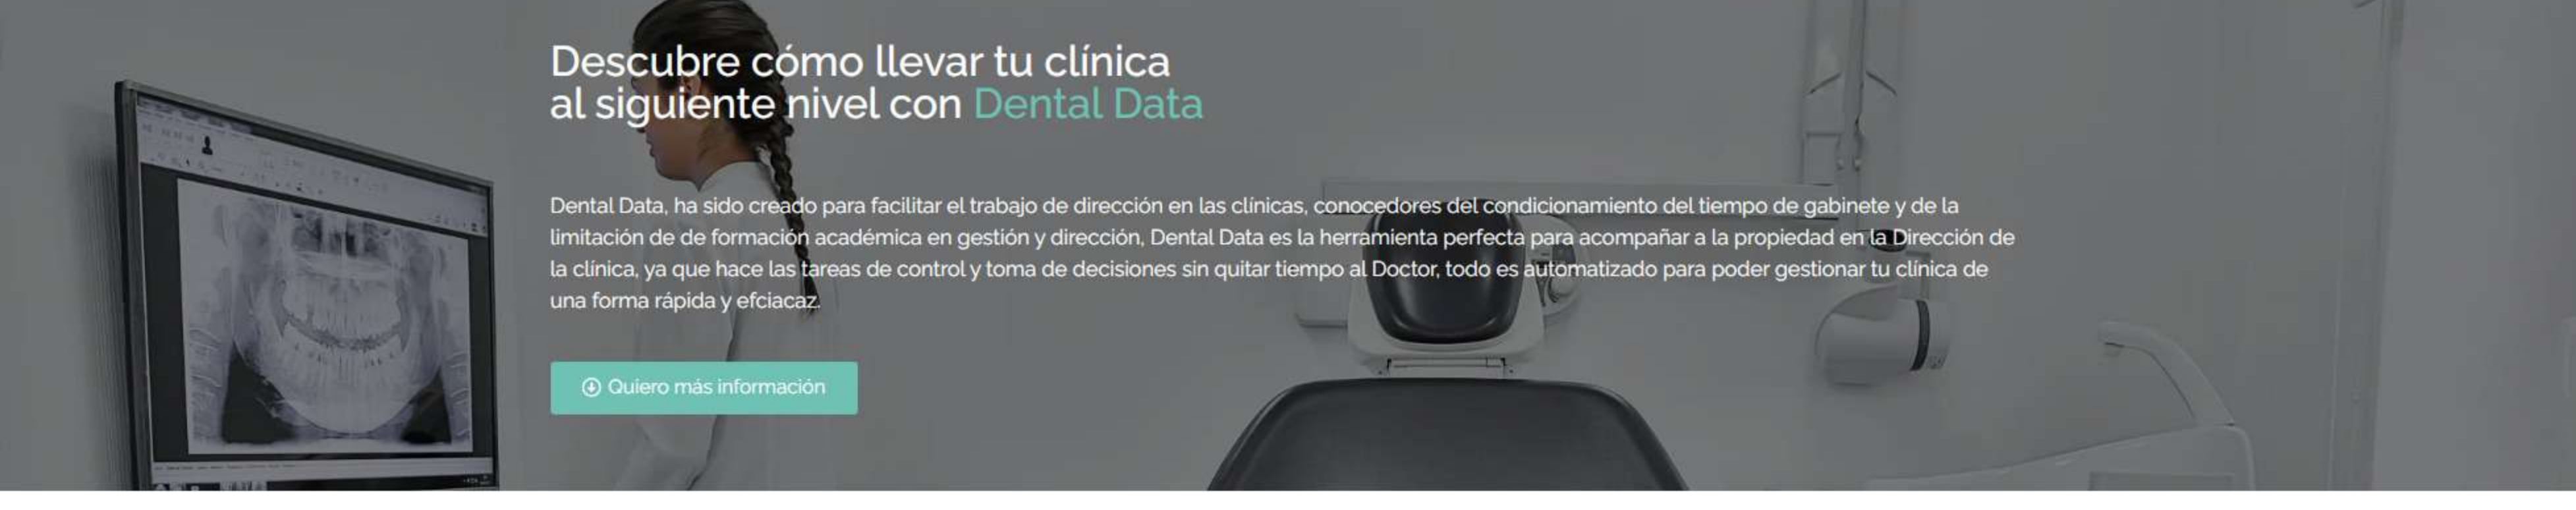 Descubre cómo llevar tu clínica
al siguiente nivel con Dental Data
Dental Data, ha sido creado para facilitar el trabajo de dirección en las clínicas, conocedores del condicionamiento del tiempo de gabinete y de la
limitación de de formación académica en gestión y dirección, Dental Data es la herramienta perfecta para acompañar a la propiedad en la Dirección de
la clínica, ya que hace las tareas de control y toma de decisiones sin quitar tiempo al Doctor, todo es automatizado para poder gestionar tu clínica de
una forma rápida y efciacaz.
Quiero más información